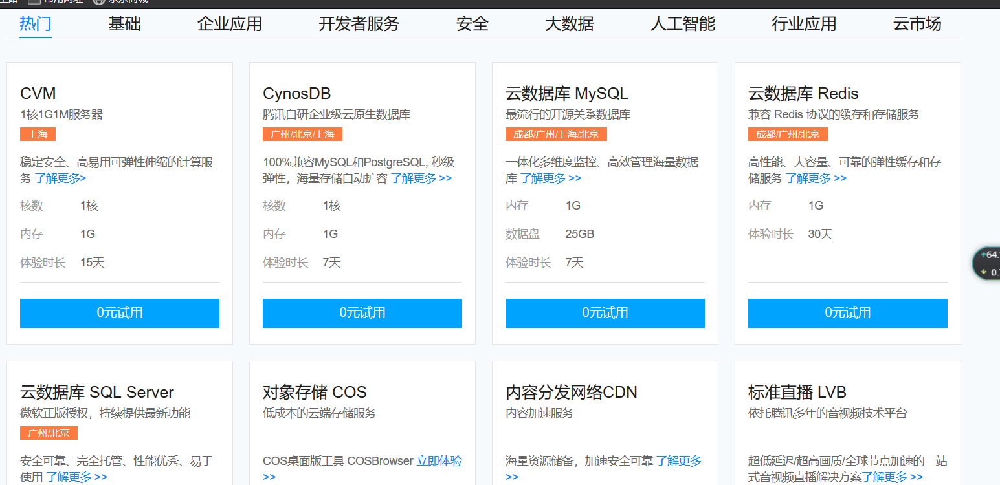 常用网址
京东商城
热门 基础 企业应用 开发者服务 安全 大数据 人工智能 行业应用 云市场
CVM
1核1G1M服务器
上海
稳定安全、高易用可弹性伸缩的计算服
务 了解更多>
核数 1核
内存 1G
体验时长 15天
0元试用
CynosDB
腾讯自研企业级云原生数据库
广州/北京/上海
100%兼容MySQL和PostgreSQL, 秒级
弹性，海量存储自动扩容 了解更多 >>
核数 1核
内存 1G
体验时长 7天
0元试用
云数据库 MySQL
最流行的开源关系数据库
成都/广州/上海/北京
一体化多维度监控、高效管理海量数据
库 了解更多 >>
内存 1G
数据盘 25GB
体验时长 7天
0元试用
云数据库 Redis
兼容 Redis 协议的缓存和存储服务
成都/广州/北京
高性能、大容量、可靠的弹性缓存和存
储服务 了解更多 >>
内存 1G
体验时长 30天
0元试用
云数据库 SQL Server
微软正版授权，持续提供最新功能
广州/北京
安全可靠、完全托管、性能优秀、易于
使用 了解更多 >>
对象存储 COS
低成本的云端存储服务
COS桌面版工具 COSBrowser 立即体验
>>
内容分发网络CDN
内容加速服务
海量资源储备，加速安全可靠 了解更多
>>
标准直播 LVB
依托腾讯多年的音视频技术平台
超低延迟/超高画质/全球节点加速的一站
式音视频直播解决方案了解更多 >>
↑64.
↓ 0.